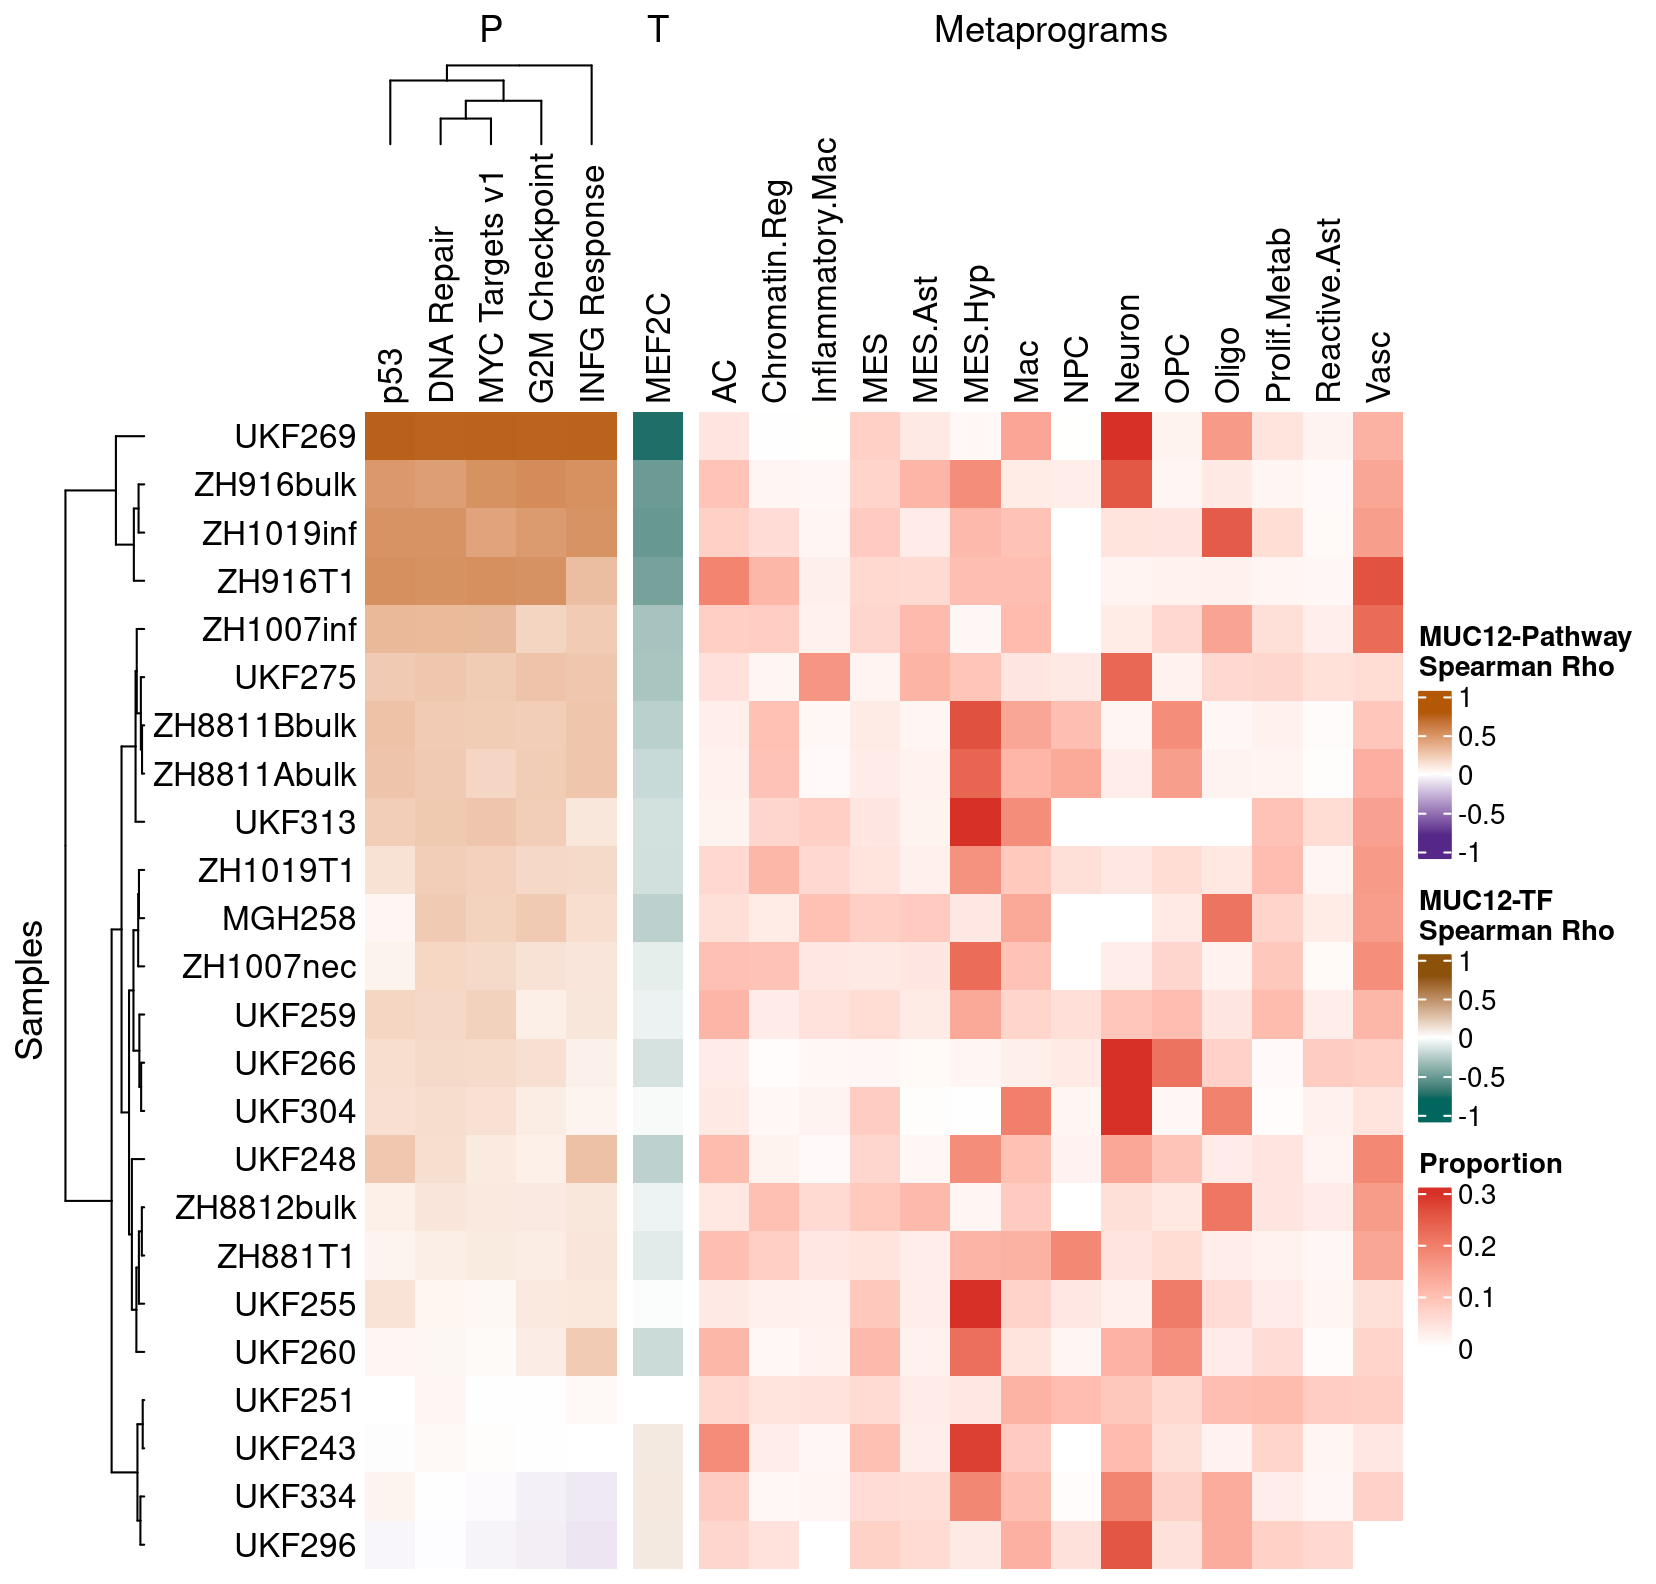 P T Metaprograms
p53
DNA Repair
MYC Targets v1
G2M Checkpoint
INFG Response
MEF2C
AC
Chromatin.Reg
Inflammatory.Mac
MES
MES.Ast
MES.Hyp
Mac
NPC
Neuron
OPC
Oligo
Prolif.Metab
Reactive.Ast
Vasc
Samples
UKF269
ZH916bulk
ZH1019inf
ZH916T1
ZH1007inf
UKF275
ZH8811Bbulk
ZH8811Abulk
UKF313
ZH1019T1
MGH258
ZH1007nec
UKF259
UKF266
UKF304
UKF248
ZH8812bulk
ZH881T1
UKF255
UKF260
UKF251
UKF243
UKF334
UKF296
MUC12-Pathway
Spearman Rho
1
0.5
0
-0.5
-1
MUC12-TF
Spearman Rho
1
0.5
0
-0.5
-1
Proportion
0.3
0.2
0.1
0